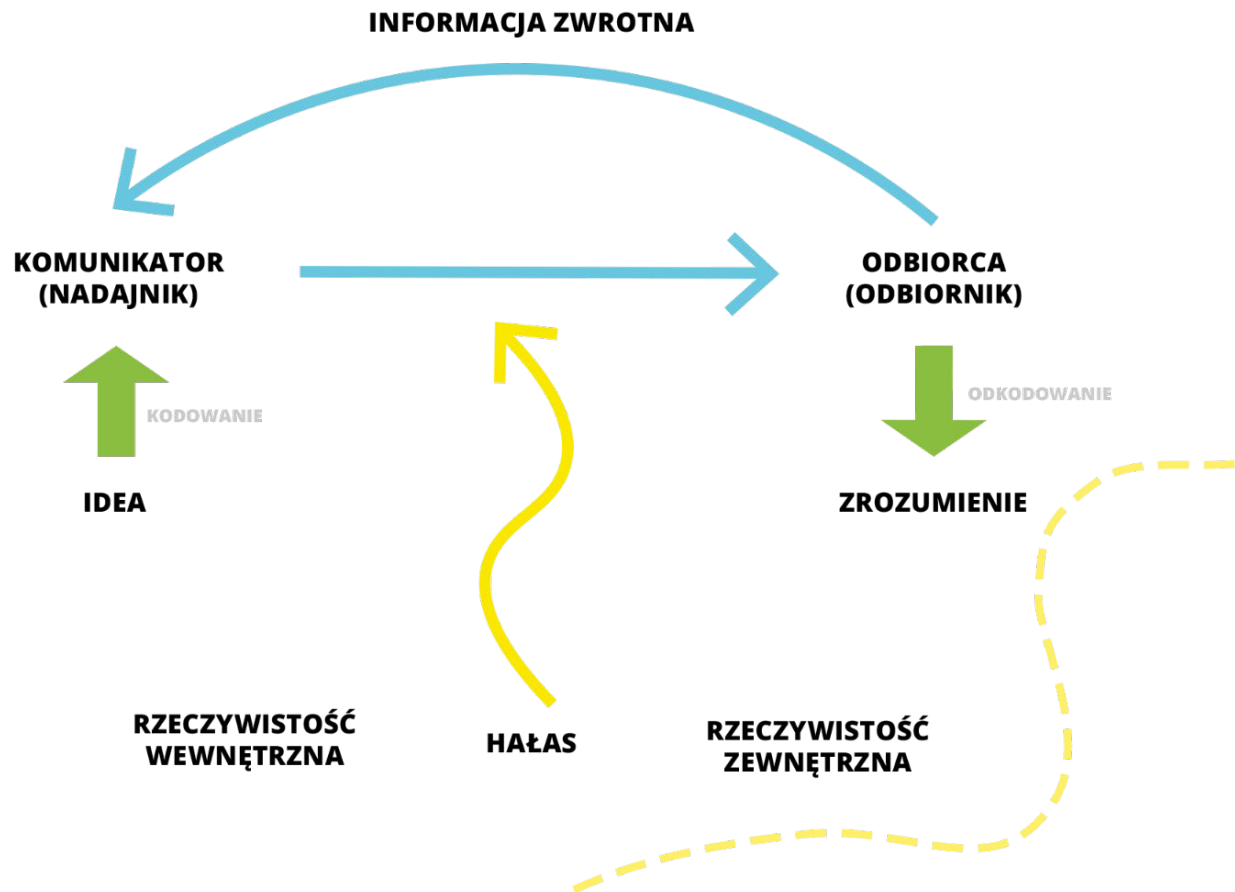 INFORMACJA ZWROTNA
KOMUNIKATOR
(NADAJNIK)
ODBIORCA
(ODBIORNIK)
KODOWANIE
ODKODOWANIE
IDEA
ZROZUMIENIE
RZECZYWISTOŚĆ
WEWNĘTRZNA
HAŁAS
RZECZYWISTOŚĆ
ZEWNĘTRZNA